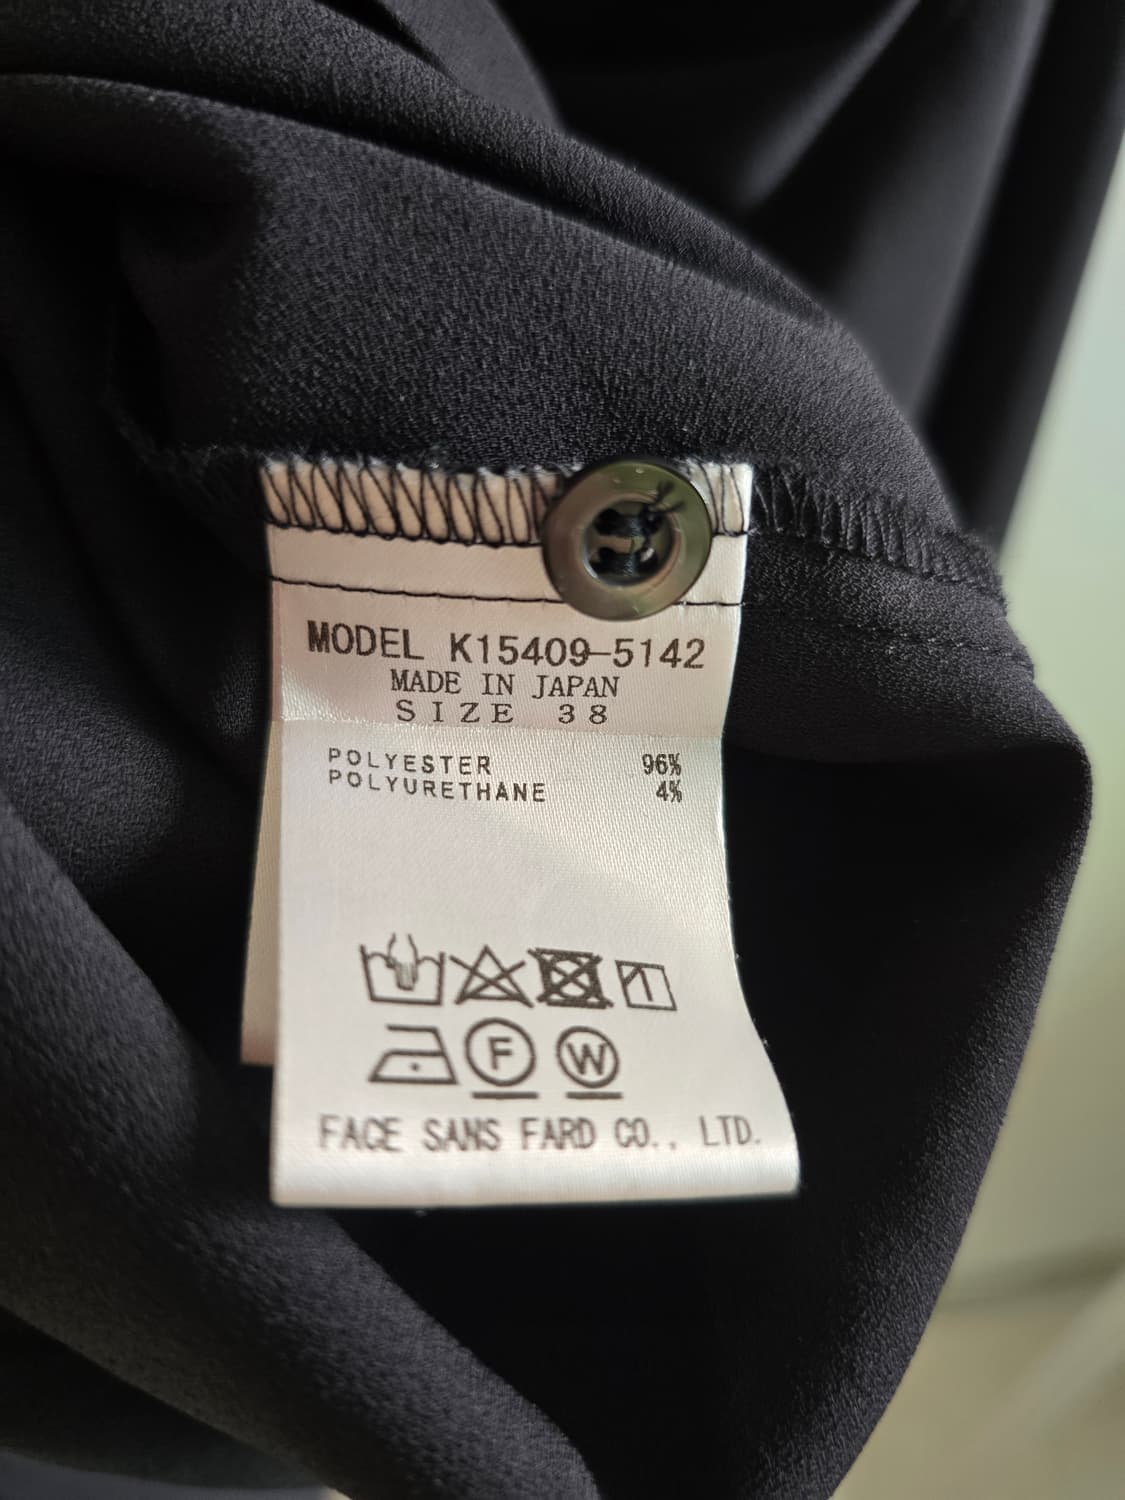 MODEL K15409-5142
MADE IN JAPAN
SIZE 38
POLYESTER 96%
POLYURETHANE 4%
F W
FACE SANS FARD CO., LTD.